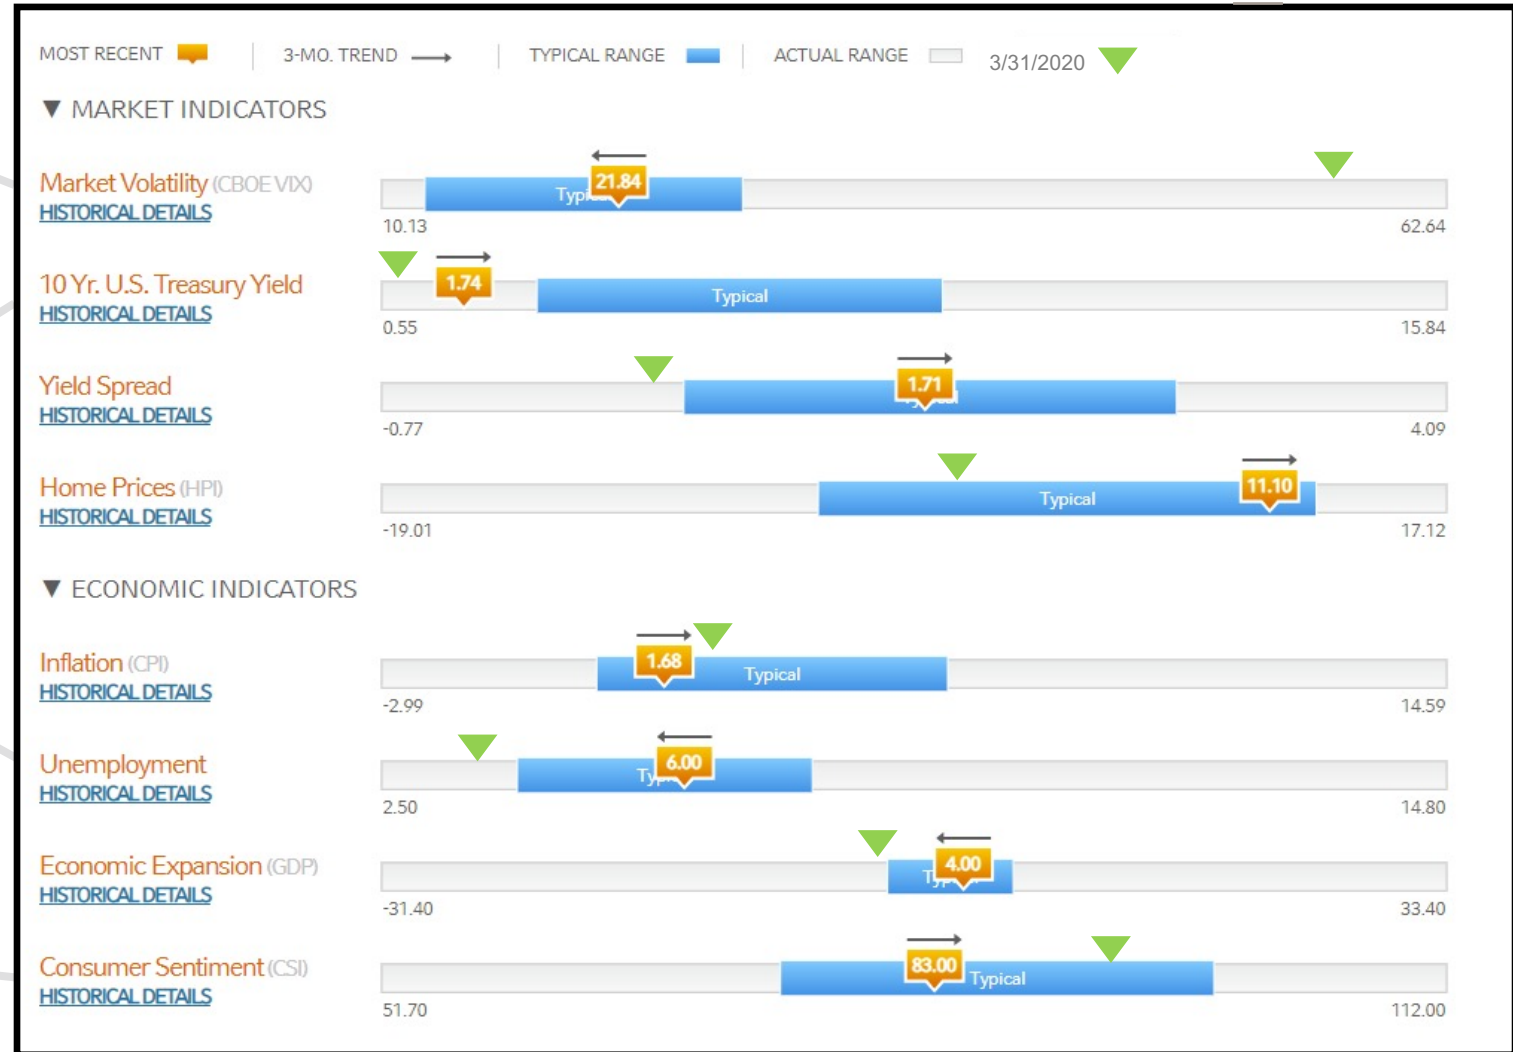 MOST RECENT 3-MO. TREND TYPICAL RANGE ACTUAL RANGE 3/31/2020
▼ MARKET INDICATORS
Market Volatility (CBOE VIX)
HISTORICAL DETAILS
21.84
10.13 62.64
10 Yr. U.S. Treasury Yield
HISTORICAL DETAILS
1.74
Typical
0.55 15.84
Yield Spread
HISTORICAL DETAILS
1.71
-0.77 4.09
Home Prices (HPI)
HISTORICAL DETAILS
Typical
11.10
-19.01 17.12
▼ ECONOMIC INDICATORS
Inflation (CPI)
HISTORICAL DETAILS
1.68
Typical
-2.99 14.59
Unemployment
HISTORICAL DETAILS
6.00
2.50 14.80
Economic Expansion (GDP)
HISTORICAL DETAILS
4.00
-31.40 33.40
Consumer Sentiment (CSI)
HISTORICAL DETAILS
83.00
Typical
51.70 112.00